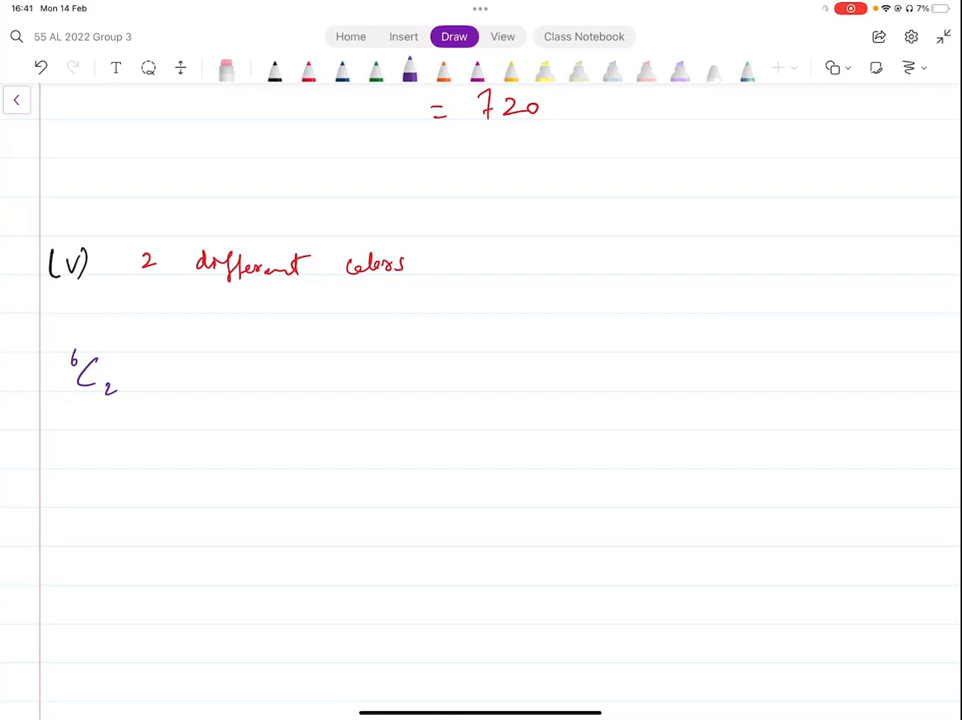 16:41 Mon 14 Feb
7%
55 AL 2022 Group 3
Home Insert Draw View Class Notebook
T
= 720
(V) 2 different colors
⁶C₂